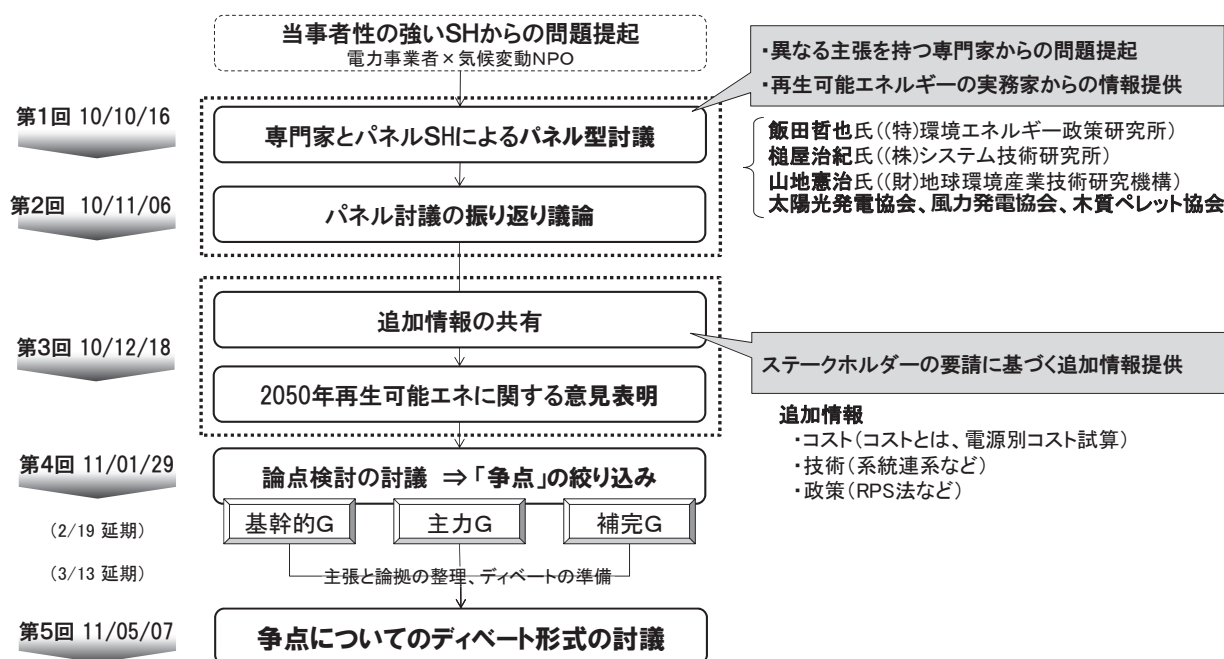 当事者性の強いSHからの問題提起
電力事業者×気候変動NPO
・異なる主張を持つ専門家からの問題提起
・再生可能エネルギーの実務家からの情報提供
第1回 10/10/16
専門家とパネルSHによるパネル型討議
飯田哲也氏((特)環境エネルギー政策研究所)
槌屋治紀氏((株)システム技術研究所)
山地憲治氏((財)地球環境産業技術研究機構)
太陽光発電協会、風力発電協会、木質ペレット協会
第2回 10/11/06
パネル討議の振り返り議論
追加情報の共有
第3回 10/12/18
ステークホルダーの要請に基づく追加情報提供
2050年再生可能エネに関する意見表明
追加情報
・コスト(コストとは、電源別コスト試算)
・技術(系統連系など)
・政策(RPS法など)
第4回 11/01/29
論点検討の討議 ⇒「争点」の絞り込み
基幹的G
主力G
補完G
(2/19 延期)
(3/13 延期)
主張と論拠の整理、ディベートの準備
第5回 11/05/07
争点についてのディベート形式の討議